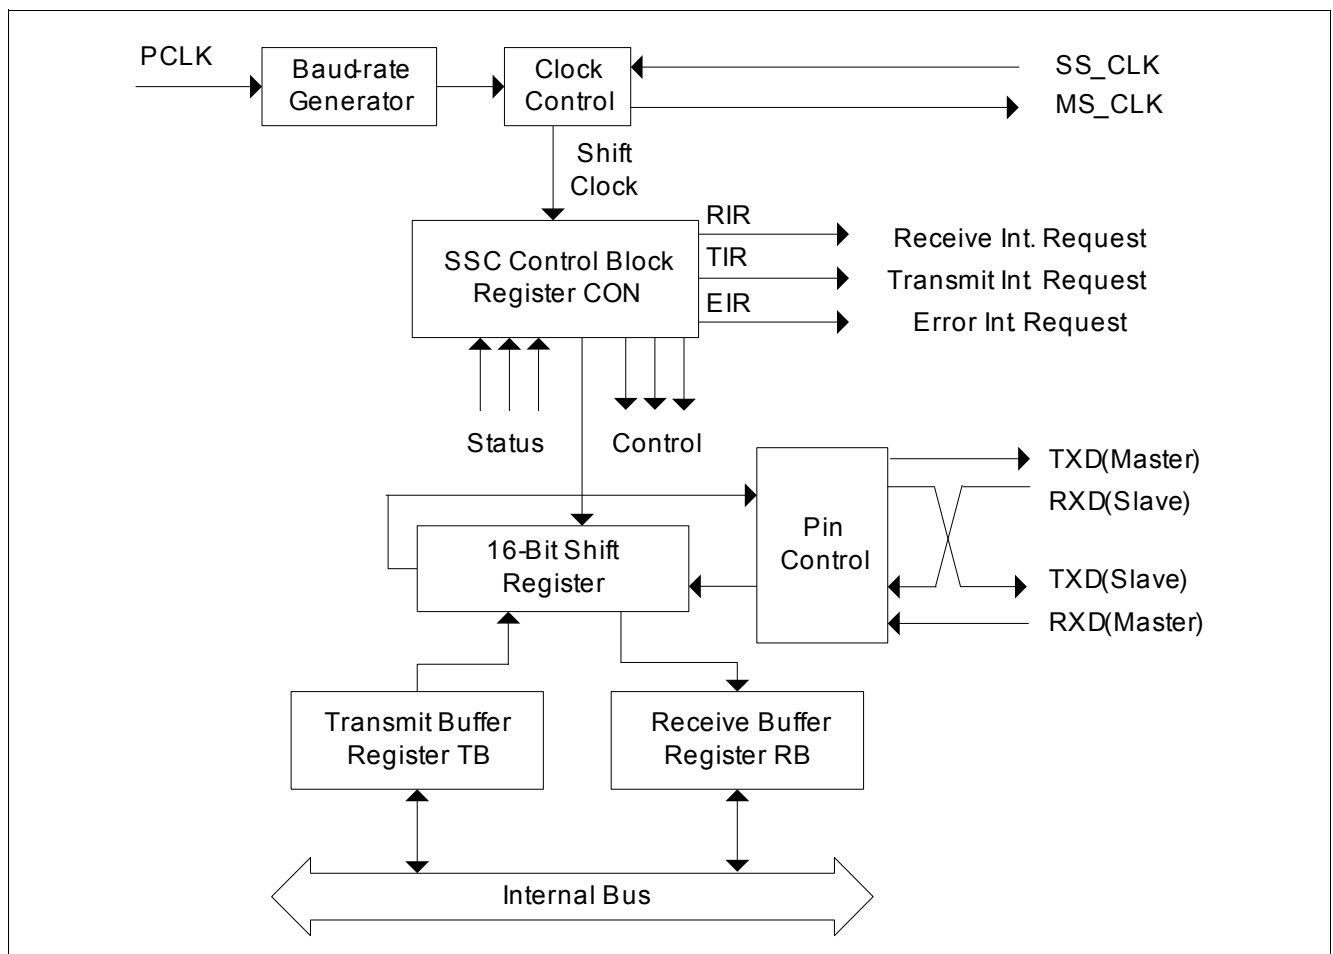 PCLK
Baud-rate
Generator
Clock
Control
SS_CLK
MS_CLK
Shift
Clock
SSC Control Block
Register CON
RIR
TIR
EIR
Receive Int. Request
Transmit Int. Request
Error Int. Request
Status
Control
16-Bit Shift
Register
Pin
Control
TXD(Master)
RXD(Slave)
TXD(Slave)
RXD(Master)
Transmit Buffer
Register TB
Receive Buffer
Register RB
Internal Bus